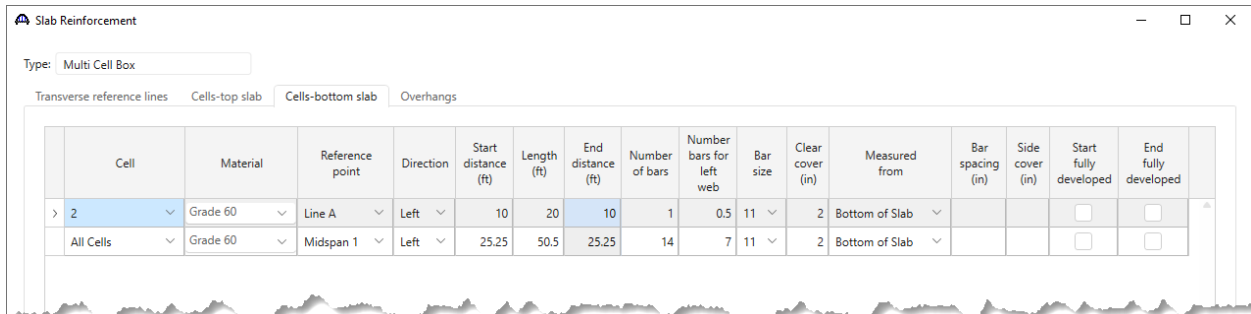 Slab Reinforcement
Type: Multi Cell Box
Transverse reference lines Cells-top slab Cells-bottom slab Overhangs
Cell Material Reference point Direction Start distance (ft) Length (ft) End distance (ft) Number of bars Number bars for left web Bar size Clear cover (in) Measured from Bar spacing (in) Side cover (in) Start fully developed End fully developed
2 Grade 60 Line A Left 10 20 10 1 0.5 11 2 Bottom of Slab
All Cells Grade 60 Midspan 1 Left 25.25 50.5 25.25 14 7 11 2 Bottom of Slab